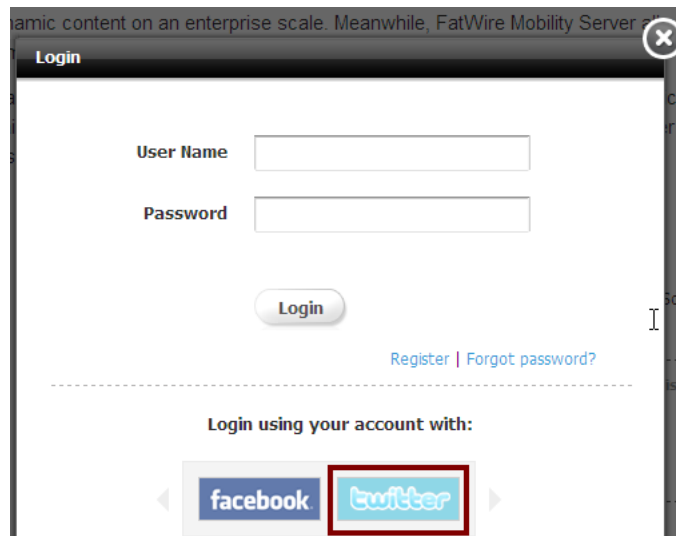 namic content on an enterprise scale. Meanwhile, FatWire Mobility Server
Login
User Name
Password
Login
Register | Forgot password?
Login using your account with:
facebook.
twitter